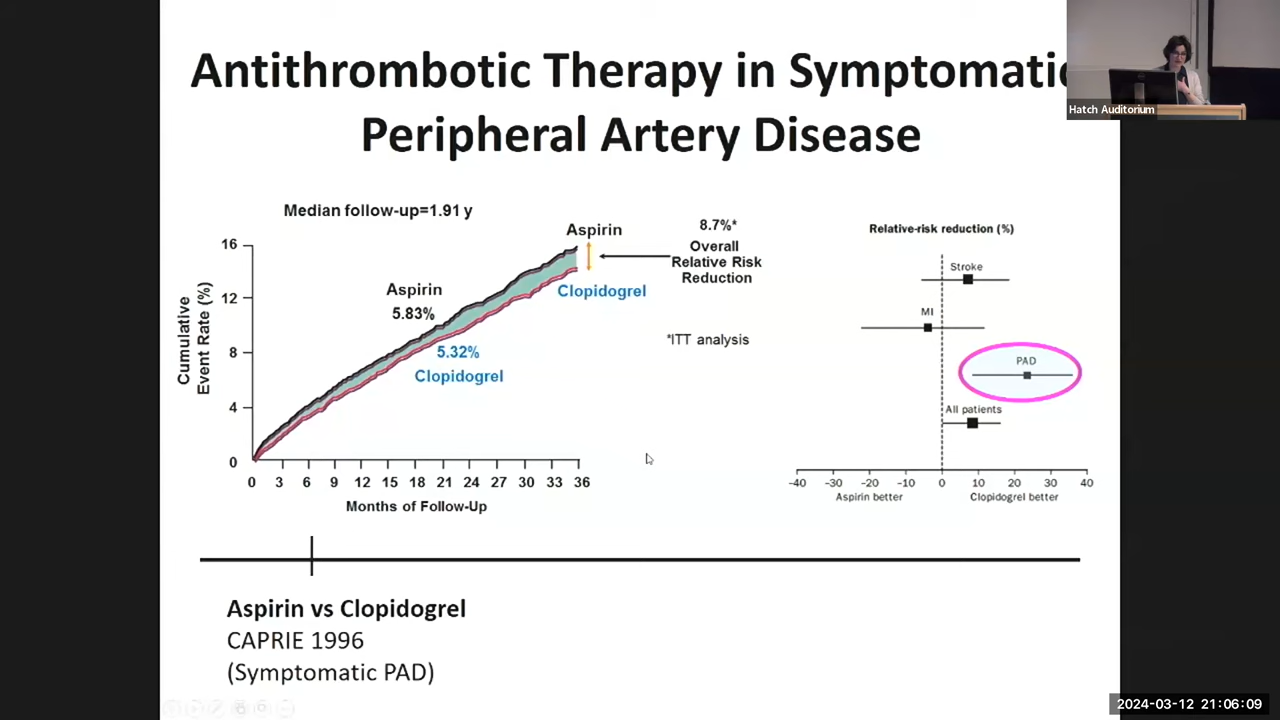 Antithrombotic Therapy in Symptomatic
Peripheral Artery Disease
Hatch Auditorium
Median follow-up=1.91 y
Cumulative
Event Rate (%)
16
12
8
4
0
Aspirin
5.83%
5.32%
Clopidogrel
Aspirin
Clopidogrel
8.7%*
Overall
Relative Risk
Reduction
*ITT analysis
0 3 6 9 12 15 18 21 24 27 30 33 36
Months of Follow-Up
Relative-risk reduction (%)
Stroke
MI
PAD
All patients
-40 -30 -20 -10 0 10 20 30 40
Aspirin better Clopidogrel better
Aspirin vs Clopidogrel
CAPRIE 1996
(Symptomatic PAD)
2024-03-12 21:06:09